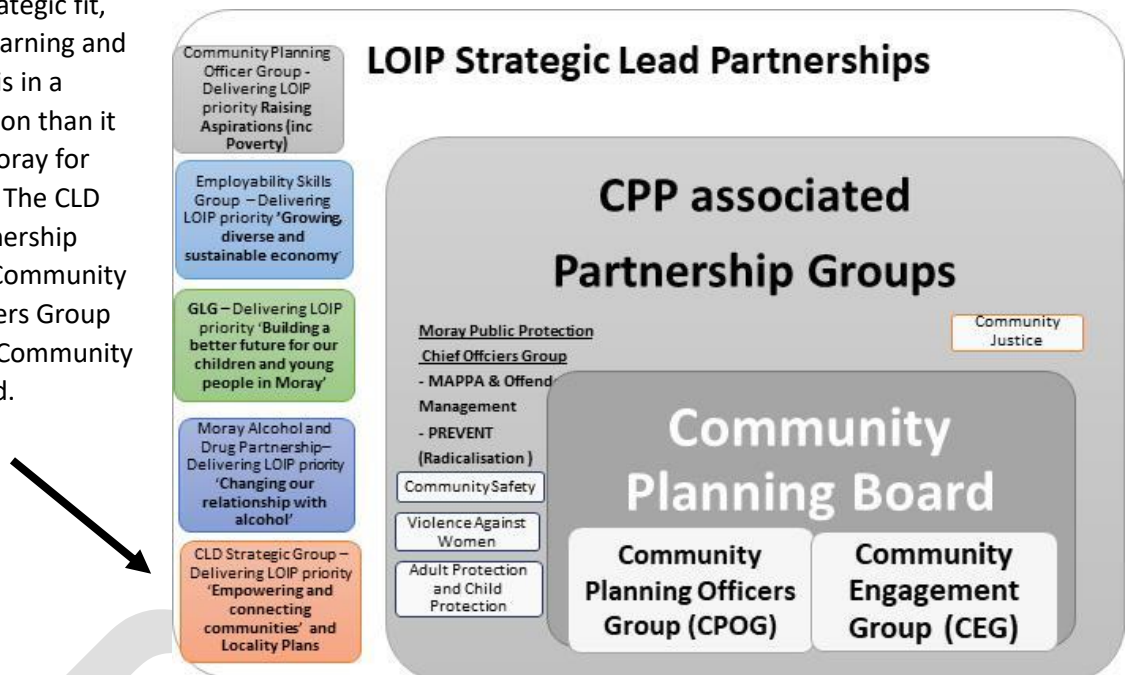 ategic fit,
arning and
is in a
on than it
oray for
The CLD
nership
Community
ers Group
Community
d.
LOIP Strategic Lead Partnerships
Community Planning
Officer Group -
Delivering LOIP
priority Raising
Aspirations (inc
Poverty)
Employability Skills
Group – Delivering
LOIP priority 'Growing,
diverse and
sustainable economy'
GLG – Delivering LOIP
priority 'Building a
better future for our
children and young
people in Moray'
Moray Alcohol and
Drug Partnership–
Delivering LOIP priority
'Changing our
relationship with
alcohol'
CLD Strategic Group –
Delivering LOIP priority
'Empowering and
connecting
communities' and
Locality Plans
CPP associated
Partnership Groups
Moray Public Protection
Chief Offciers Group
- MAPPA & Offend
Management
- PREVENT
(Radicalisation )
Community Safety
Violence Against
Women
Adult Protection
and Child
Protection
Community
Justice
Community
Planning Board
Community
Planning Officers
Group (CPOG)
Community
Engagement
Group (CEG)